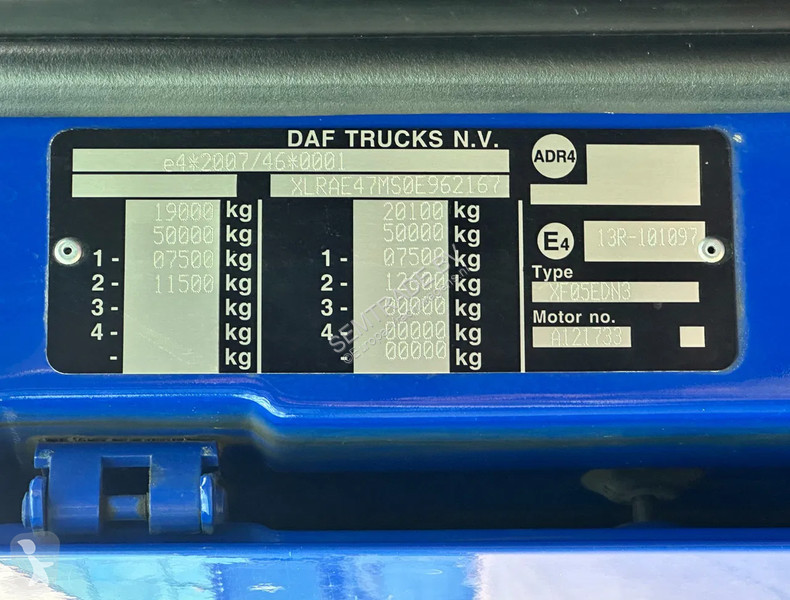 DAF TRUCKS N.V.
e4*2007/46*0001
XLRAE47MS0E962167
19000 kg 20100 kg
50000 kg 50000 kg
1- 07500 kg 1- 07500 kg
2- 11500 kg 2- 12600 kg
3- kg 3- 00000 kg
4- kg 4- 00000 kg
- kg - 00000 kg
ADR4
E4 13R-101097
Type
XF05EDN3
Motor no.
A121733